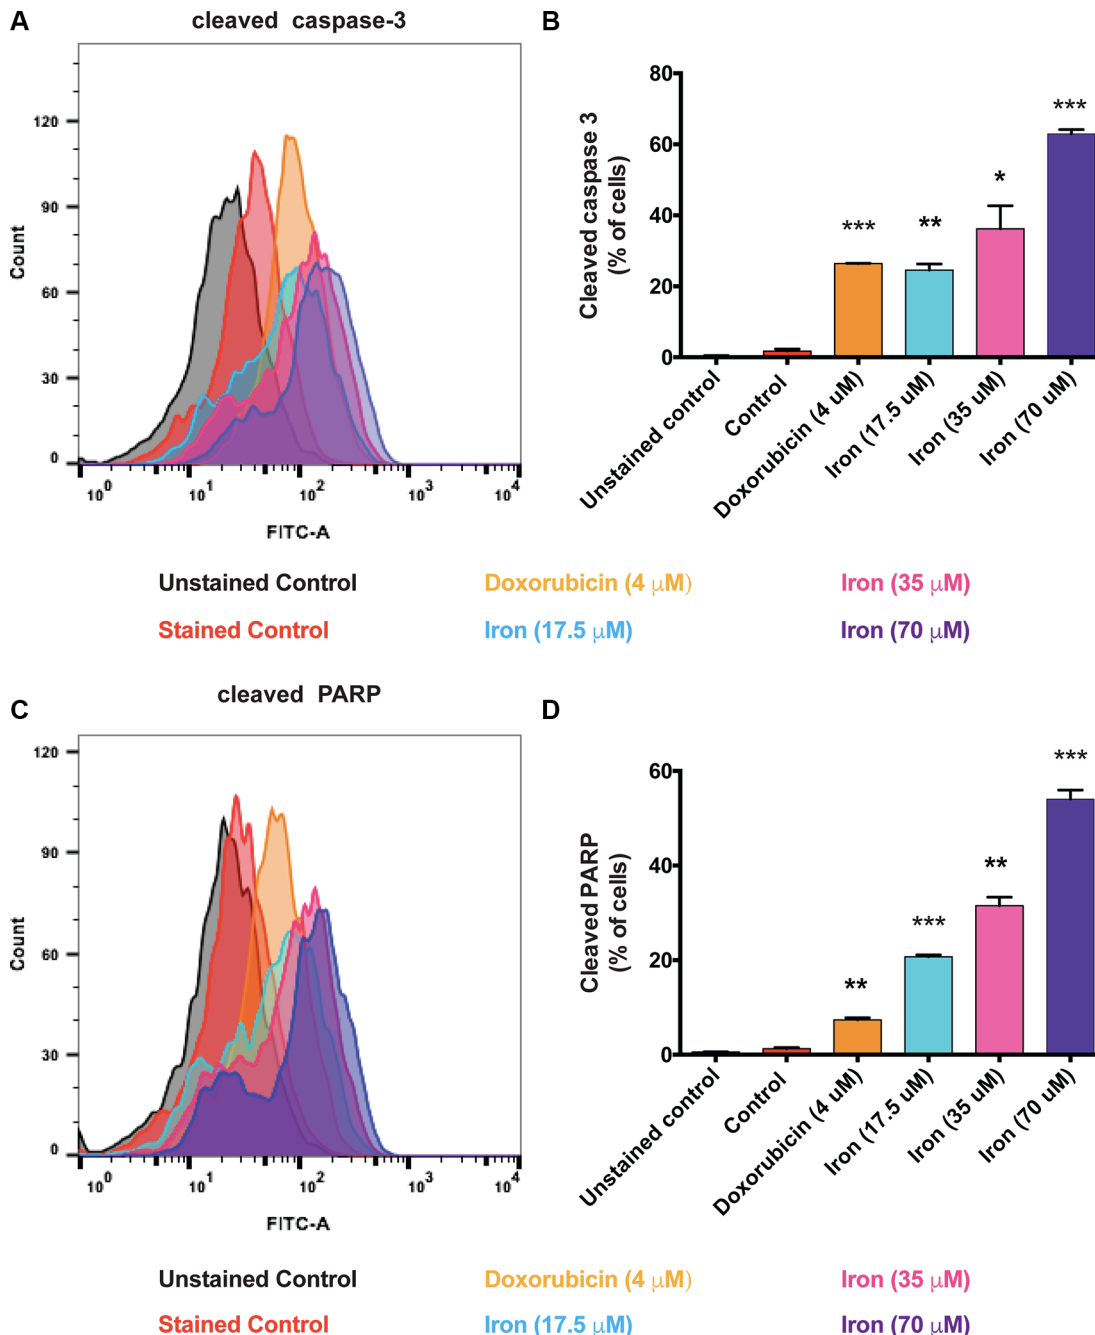 A
cleaved caspase-3
Count
120
90
60
30
0
10^0 10^1 10^2 10^3 10^4
FITC-A
B
Cleaved caspase 3
(% of cells)
80
60
40
20
0
***
**
*
***
Unstained control
Control
Doxorubicin (4 uM)
Iron (17.5 uM)
Iron (35 uM)
Iron (70 uM)
Unstained Control Doxorubicin (4 μM) Iron (35 μM)
Stained Control Iron (17.5 μM) Iron (70 μM)
C
cleaved PARP
Count
120
90
60
30
0
10^0 10^1 10^2 10^3 10^4
FITC-A
D
Cleaved PARP
(% of cells)
60
40
20
0
**
***
**
***
Unstained control
Control
Doxorubicin (4 uM)
Iron (17.5 uM)
Iron (35 uM)
Iron (70 uM)
Unstained Control Doxorubicin (4 μM) Iron (35 μM)
Stained Control Iron (17.5 μM) Iron (70 μM)